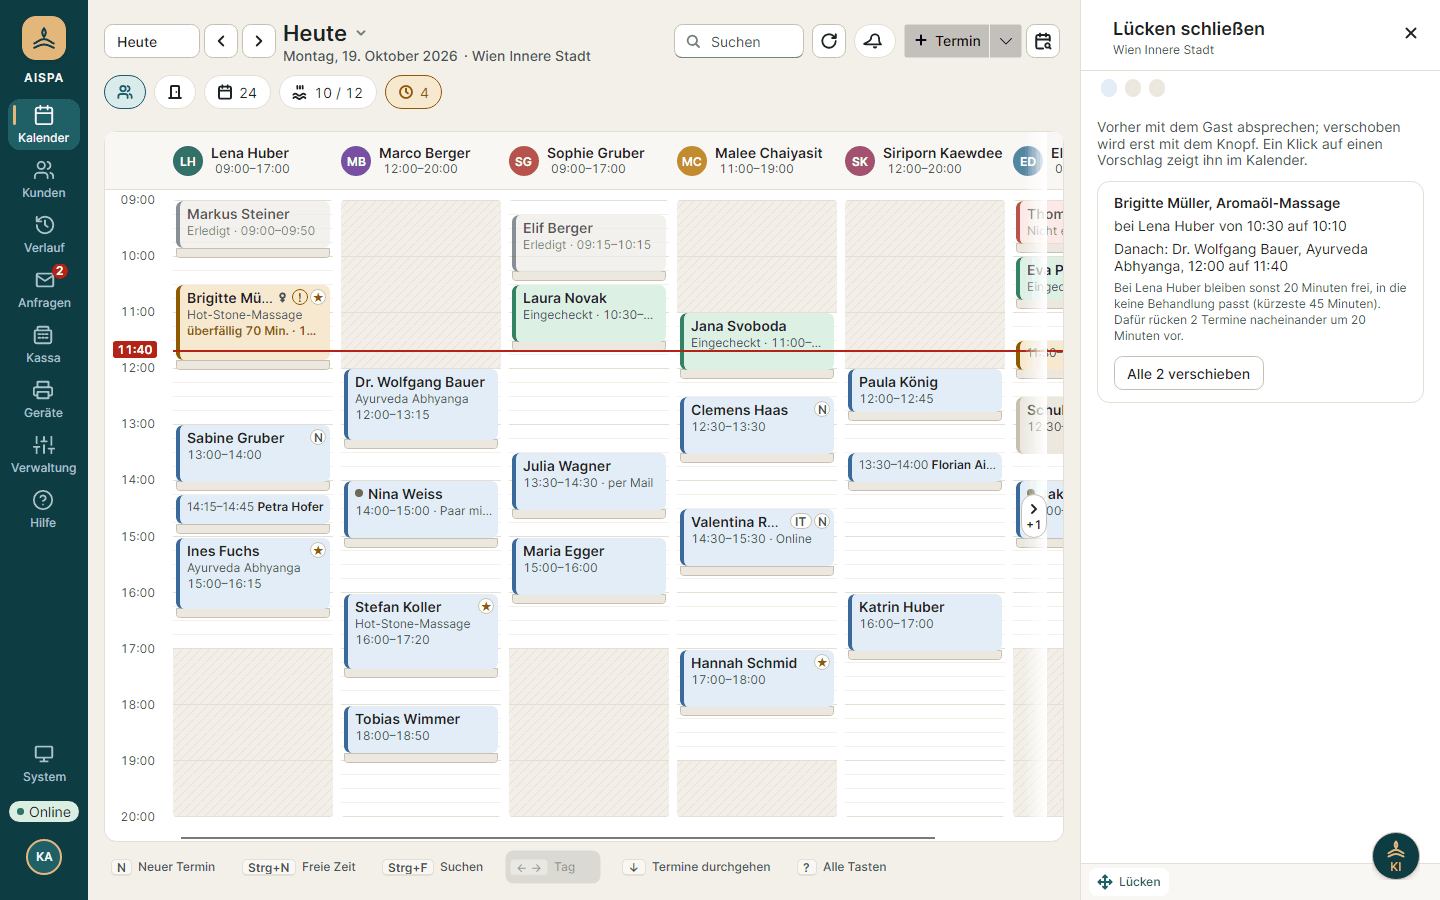 AISPA
Kalender
Kunden
Verlauf
2
Anfragen
Kassa
Geräte
Verwaltung
Hilfe
System
Online
KA
Heute
Heute
Montag, 19. Oktober 2026 · Wien Innere Stadt
Suchen
Termin
24
10 / 12
4
LH Lena Huber
09:00–17:00
MB Marco Berger
12:00–20:00
SG Sophie Gruber
09:00–17:00
MC Malee Chaiyasit
11:00–19:00
SK Siriporn Kaewdee
12:00–20:00
ED
09:00
10:00
11:00
11:40
12:00
13:00
14:00
15:00
16:00
17:00
18:00
19:00
20:00
Markus Steiner
Erledigt · 09:00–09:50
Brigitte Mü...
Hot-Stone-Massage
überfällig 70 Min. · 1...
Sabine Gruber N
13:00–14:00
14:15–14:45 Petra Hofer
Ines Fuchs
Ayurveda Abhyanga
15:00–16:15
Dr. Wolfgang Bauer
Ayurveda Abhyanga
12:00–13:15
Nina Weiss
14:00–15:00 · Paar mi...
Stefan Koller
Hot-Stone-Massage
16:00–17:20
Tobias Wimmer
18:00–18:50
Elif Berger
Erledigt · 09:15–10:15
Laura Novak
Eingecheckt · 10:30–...
Julia Wagner
13:30–14:30 · per Mail
Maria Egger
15:00–16:00
Jana Svoboda
Eingecheckt · 11:00–...
Clemens Haas N
12:30–13:30
Valentina R... IT N
14:30–15:30 · Online
Hannah Schmid
17:00–18:00
Paula König
12:00–12:45
13:30–14:00 Florian Ai...
Katrin Huber
16:00–17:00
Eva P
+1
N Neuer Termin
Strg+N Freie Zeit
Strg+F Suchen
← → Tag
↓ Termine durchgehen
? Alle Tasten
Lücken schließen
Wien Innere Stadt
Vorher mit dem Gast absprechen; verschoben
wird erst mit dem Knopf. Ein Klick auf einen
Vorschlag zeigt ihn im Kalender.
Brigitte Müller, Aromaöl-Massage
bei Lena Huber von 10:30 auf 10:10
Danach: Dr. Wolfgang Bauer, Ayurveda
Abhyanga, 12:00 auf 11:40
Bei Lena Huber bleiben sonst 20 Minuten frei, in die
keine Behandlung passt (kürzeste 45 Minuten).
Dafür rücken 2 Termine nacheinander um 20
Minuten vor.
Alle 2 verschieben
Lücken
KI